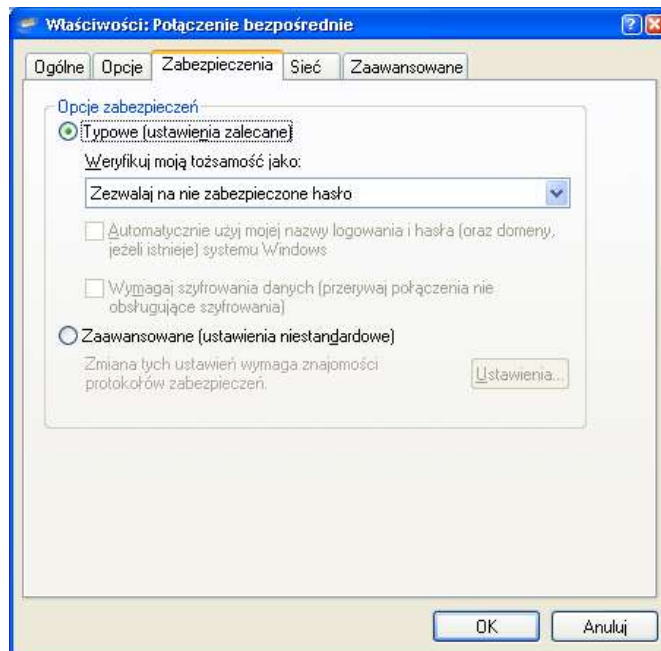 Właściwości: Połączenie bezpośrednie
Ogólne Opcje Zabezpieczenia Sieć Zaawansowane
Opcje zabezpieczeń
Typowe (ustawienia zalecane)
Weryfikuj moją tożsamość jako:
Zezwalaj na nie zabezpieczone hasło
Automatycznie użyj mojej nazwy logowania i hasła (oraz domeny,
jeżeli istnieje) systemu Windows
Wymagaj szyfrowania danych (przerywaj połączenia nie
obsługujące szyfrowania)
Zaawansowane (ustawienia niestandardowe)
Zmiana tych ustawień wymaga znajomości
protokołów zabezpieczeń.
Ustawienia...
OK Anuluj